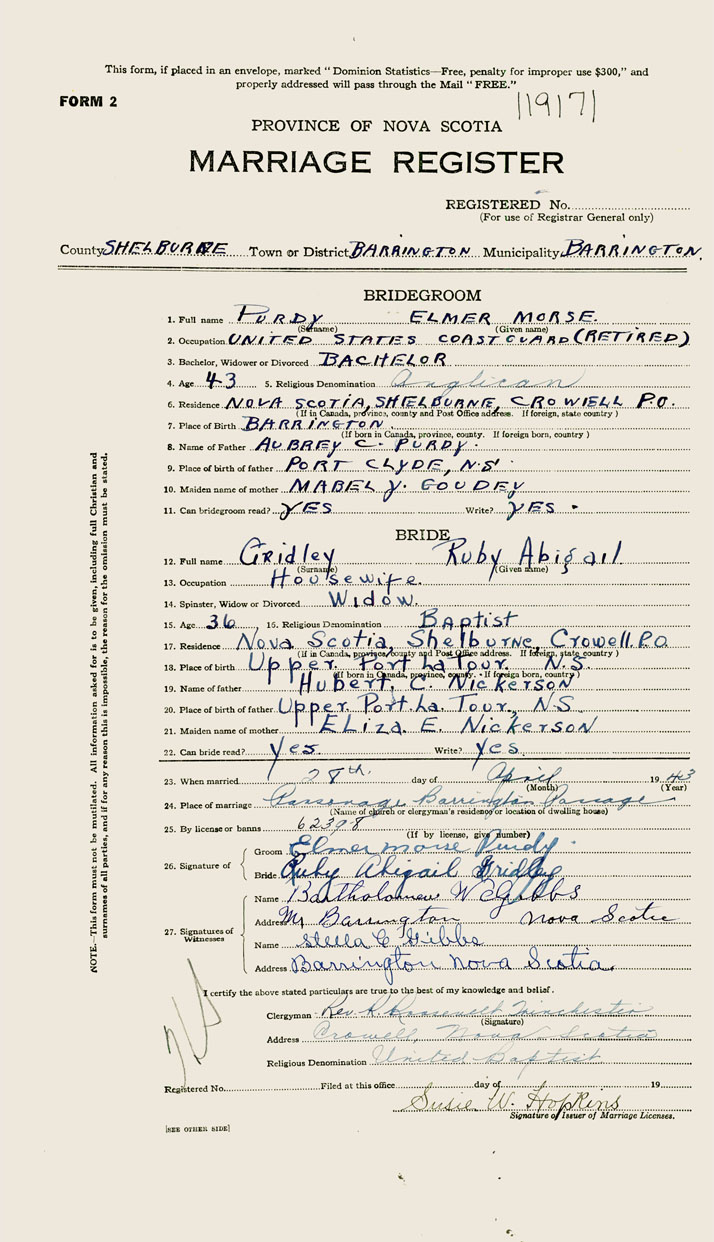 This form, if placed in an envelope, marked "Dominion Statistics—Free, penalty for improper use $300," and
properly addressed will pass through the Mail "FREE."
FORM 2
|1917|
PROVINCE OF NOVA SCOTIA
MARRIAGE REGISTER
REGISTERED No.
(For use of Registrar General only)
County SHELBURNE Town or District BARRINGTON Municipality BARRINGTON.
BRIDEGROOM
1. Full name PURDY ELMER MORSE.
(Surname) (Given name)
2. Occupation UNITED STATES COAST GUARD (RETIRED)
3. Bachelor, Widower or Divorced BACHELOR
4. Age 43 5. Religious Denomination Anglican
6. Residence NOVA SCOTIA, SHELBURNE, CROWELL P.O.
(If in Canada, province, county and Post Office address. If foreign, state country)
7. Place of Birth BARRINGTON
(If born in Canada, province, county. If foreign born, country)
8. Name of Father AUBREY C. PURDY.
9. Place of birth of father PORT CLYDE, N.S.
10. Maiden name of mother MABEL Y. GOUDEY
11. Can bridegroom read? YES Write? YES.
BRIDE
12. Full name Gridley Ruby Abigail
(Surname) (Given name)
13. Occupation Housewife.
14. Spinster, Widow or Divorced Widow.
15. Age 36 16. Religious Denomination Baptist
17. Residence Nova Scotia, Shelburne, Crowell P.O.
(If in Canada, province, county and Post Office address. If foreign, state country)
18. Place of birth Upper Port La Tour. N.S.
(If born in Canada, province, county. If foreign born, country)
19. Name of father Hubert, C. Nickerson
20. Place of birth of father Upper Port La Tour, N.S
21. Maiden name of mother Eliza E. Nickerson
22. Can bride read? yes. Write? yes.
23. When married 28th. day of April 1943
(Month) (Year)
24. Place of marriage Parsonage Barrington Passage
(Name of church or clergyman's residence or location of dwelling house)
25. By license or banns 62398
(If by license, give number)
26. Signature of
Groom Elmer Morse Purdy
Bride Ruby Abigail Gridley
27. Signatures of Witnesses
Name Bartholomew W Gibbs
Address Barrington Nova Scotia
Name Stella C Gibbs
Address Barrington Nova Scotia.
I certify the above stated particulars are true to the best of my knowledge and belief.
Clergyman Rev. R. Roosevelt Winchester
(Signature)
Address Crowell, Nova Scotia
Religious Denomination United Baptist
Registered No. Filed at this office day of 19
Susie W. Hopkins
Signature of Issuer of Marriage Licenses.
[SEE OTHER SIDE]
NOTE.—This form must not be mutilated. All information asked for is to be given, including full Christian and
surnames of all parties, and if for any reason this is impossible, the reason for the omission must be stated.